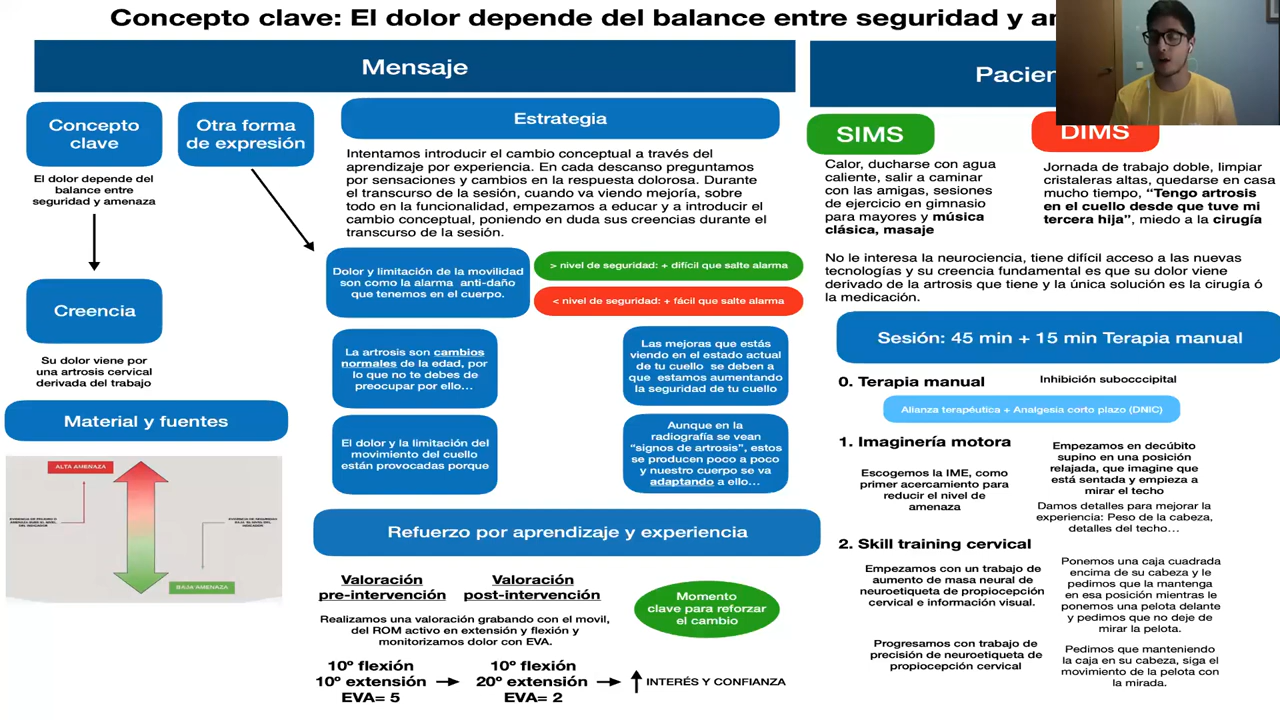 Concepto clave: El dolor depende del balance entre seguridad y
Mensaje
Concepto
clave
Otra forma
de expresión
El dolor depende del
balance entre
seguridad y amenaza
Creencia
Su dolor viene por
una artrosis cervical
derivada del trabajo
Material y fuentes
ALTA AMENAZA
BAJA AMENAZA
Estrategia
Intentamos introducir el cambio conceptual a través del
aprendizaje por experiencia. En cada descanso preguntamos
por sensaciones y cambios en la respuesta dolorosa. Durante
el transcurso de la sesión, cuando va viendo mejoría, sobre
todo en la funcionalidad, empezamos a educar y a introducir el
cambio conceptual, poniendo en duda sus creencias durante el
transcurso de la sesión.
Dolor y limitación de la movilidad
son como la alarma anti-daño
que tenemos en el cuerpo.
> nivel de seguridad: + difícil que salte alarma
< nivel de seguridad: + fácil que salte alarma
La artrosis son cambios
normales de la edad, por
lo que no te debes de
preocupar por ello...
Las mejoras que estás
viendo en el estado actual
de tu cuello se deben a
que estamos aumentando
la seguridad de tu cuello
El dolor y la limitación del
movimiento del cuello
están provocadas porque
Aunque en la
radiografía se vean
“signos de artrosis”, estos
se producen poco a poco
y nuestro cuerpo se va
adaptando a ello...
Refuerzo por aprendizaje y experiencia
Valoración
pre-intervención
Valoración
post-intervención
Realizamos una valoración grabando con el movil,
del ROM activo en extensión y flexión y
monitorizamos dolor con EVA.
Momento
clave para reforzar
el cambio
10º flexión
10º extensión
EVA= 5
10º flexión
20º extensión
EVA= 2
INTERÉS Y CONFIANZA
SIMS
DIMS
Calor, ducharse con agua
caliente, salir a caminar
con las amigas, sesiones
de ejercicio en gimnasio
para mayores y música
clásica, masaje
Jornada de trabajo doble, limpiar
cristaleras altas, quedarse en casa
mucho tiempo, “Tengo artrosis
en el cuello desde que tuve mi
tercera hija”, miedo a la cirugía
No le interesa la neurociencia, tiene difícil acceso a las nuevas
tecnologías y su creencia fundamental es que su dolor viene
derivado de la artrosis que tiene y la única solución es la cirugía ó
la medicación.
Sesión: 45 min + 15 min Terapia manual
0. Terapia manual
Inhibición suboccipital
Alianza terapéutica + Analgesia corto plazo (DNIC)
1. Imaginería motora
Escogemos la IME, como
primer acercamiento para
reducir el nivel de
amenaza
Empezamos en decúbito
supino en una posición
relajada, que imagine que
está sentada y empieza a
mirar el techo
Damos detalles para mejorar la
experiencia: Peso de la cabeza,
detalles del techo...
2. Skill training cervical
Empezamos con un trabajo de
aumento de masa neural de
neuroetiqueta de propiocepción
cervical e información visual.
Ponemos una caja cuadrada
encima de su cabeza y le
pedimos que la mantenga
en esa posición mientras le
ponemos una pelota delante
y pedimos que no deje de
mirar la pelota.
Progresamos con trabajo de
precisión de neuroetiqueta de
propiocepción cervical
Pedimos que manteniendo
la caja en su cabeza, siga el
movimiento de la pelota con
la mirada.